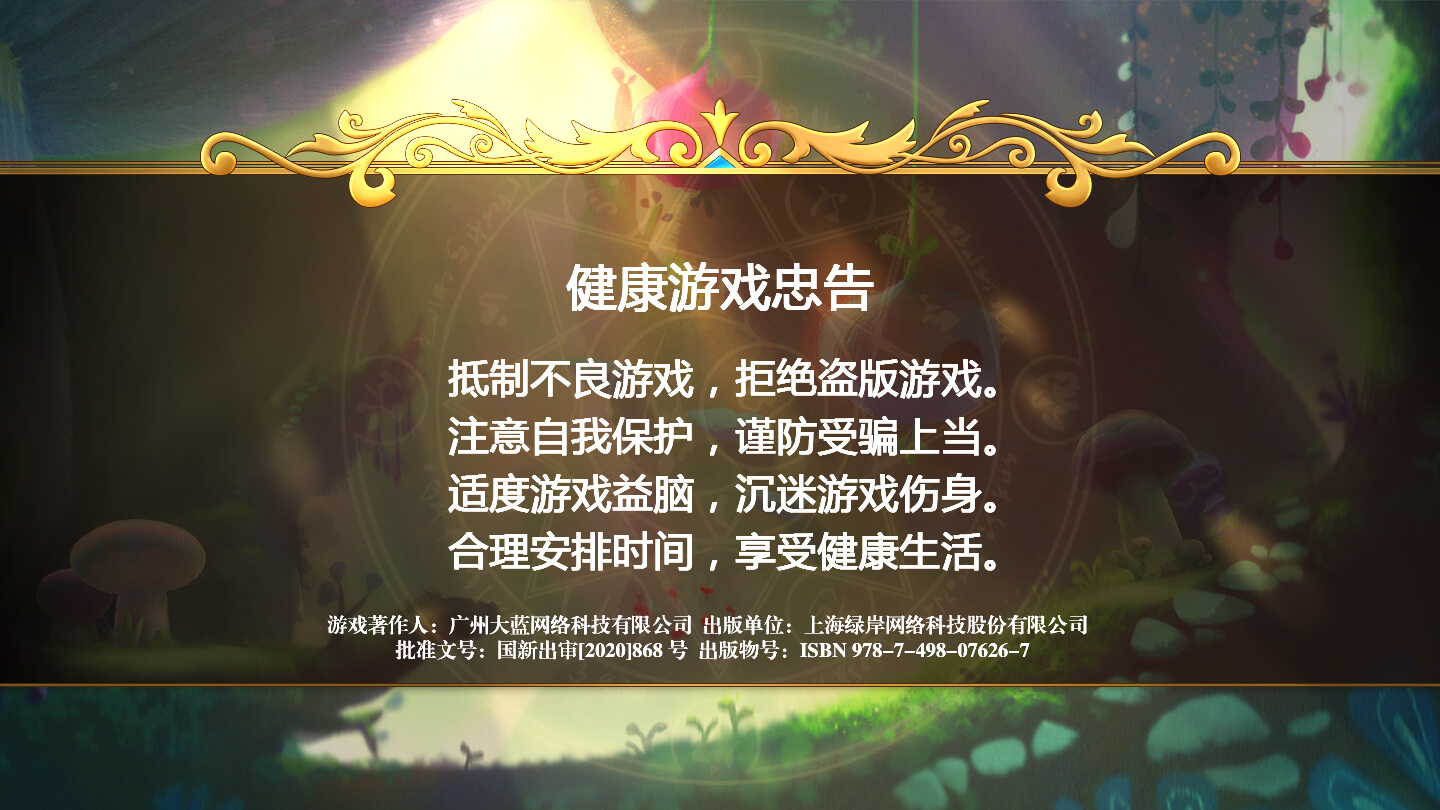 健康游戏忠告
抵制不良游戏，拒绝盗版游戏。
注意自我保护，谨防受骗上当。
适度游戏益脑，沉迷游戏伤身。
合理安排时间，享受健康生活。
游戏著作人：广州大蓝网络科技有限公司 出版单位：上海绿岸网络科技股份有限公司
批准文号：国新出审[2020]868 号 出版物号：ISBN 978-7-498-07626-7